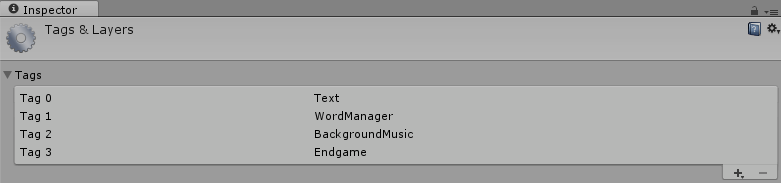 Inspector
Tags & Layers
Tags
Tag 0 Text
Tag 1 WordManager
Tag 2 BackgroundMusic
Tag 3 Endgame